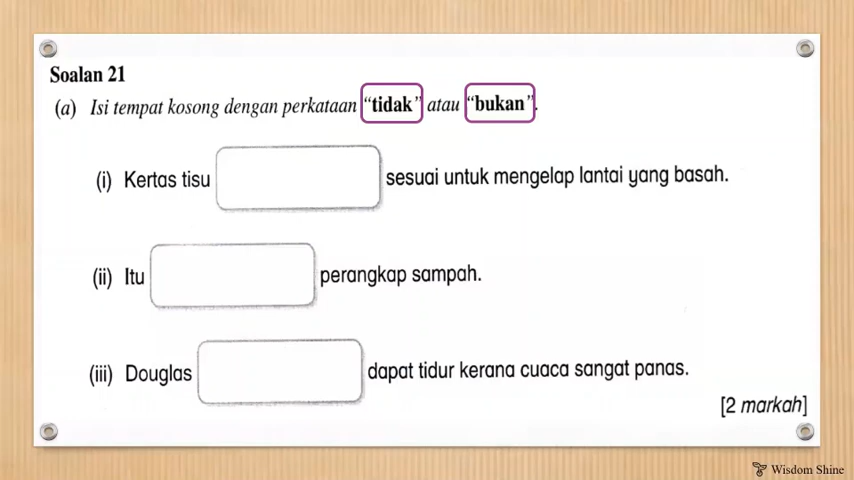 Soalan 21
(a) Isi tempat kosong dengan perkataan “tidak” atau “bukan”.
(i) Kertas tisu sesuai untuk mengelap lantai yang basah.
(ii) Itu perangkap sampah.
(iii) Douglas dapat tidur kerana cuaca sangat panas.
[2 markah]
Wisdom Shine